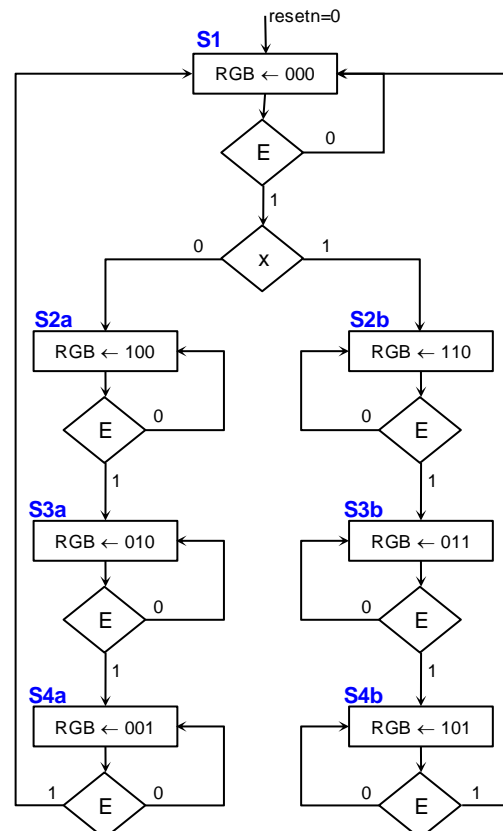 resetn=0
S1
RGB ← 000
E
0
1
x
0
1
S2a
RGB ← 100
E
0
1
S2b
RGB ← 110
0
E
1
S3a
RGB ← 010
E
0
1
S3b
RGB ← 011
0
E
1
S4a
RGB ← 001
1
E
0
S4b
RGB ← 101
0
E
1